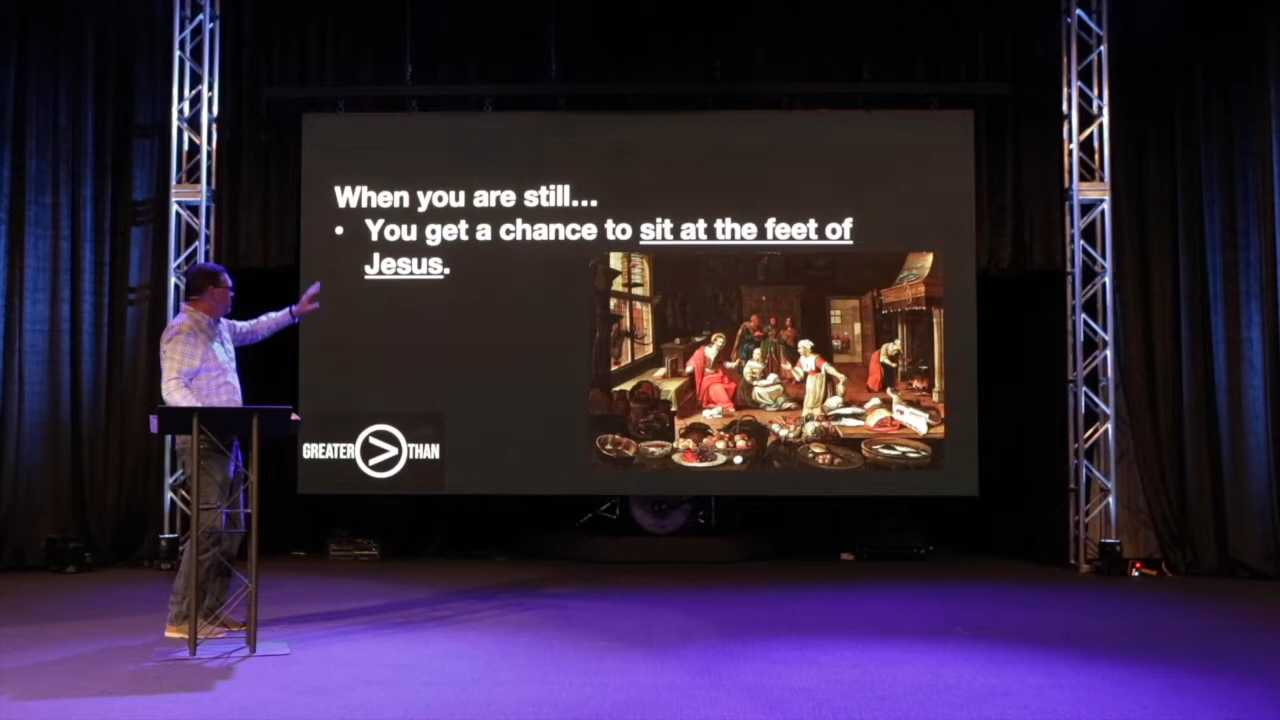 When you are still...
• You get a chance to sit at the feet of
Jesus.
GREATER > THAN